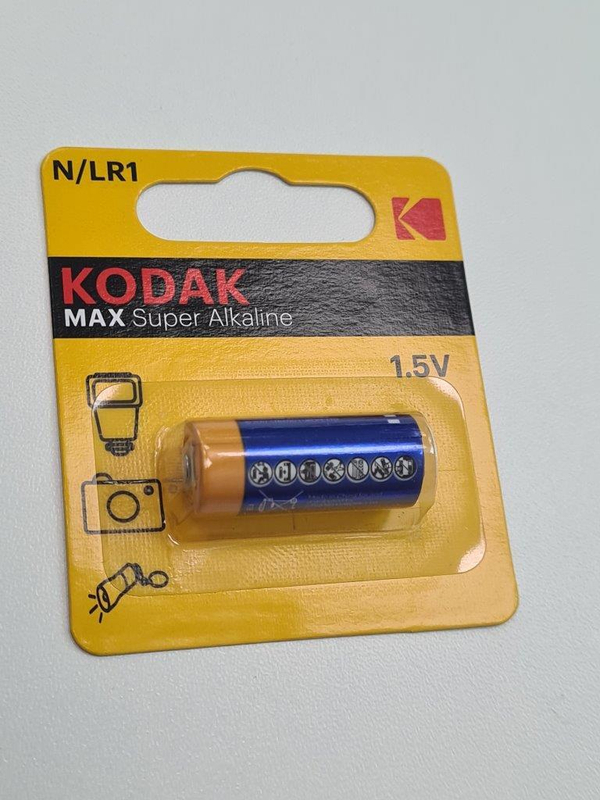 N/LR1
KODAK
MAX Super Alkaline
1.5V